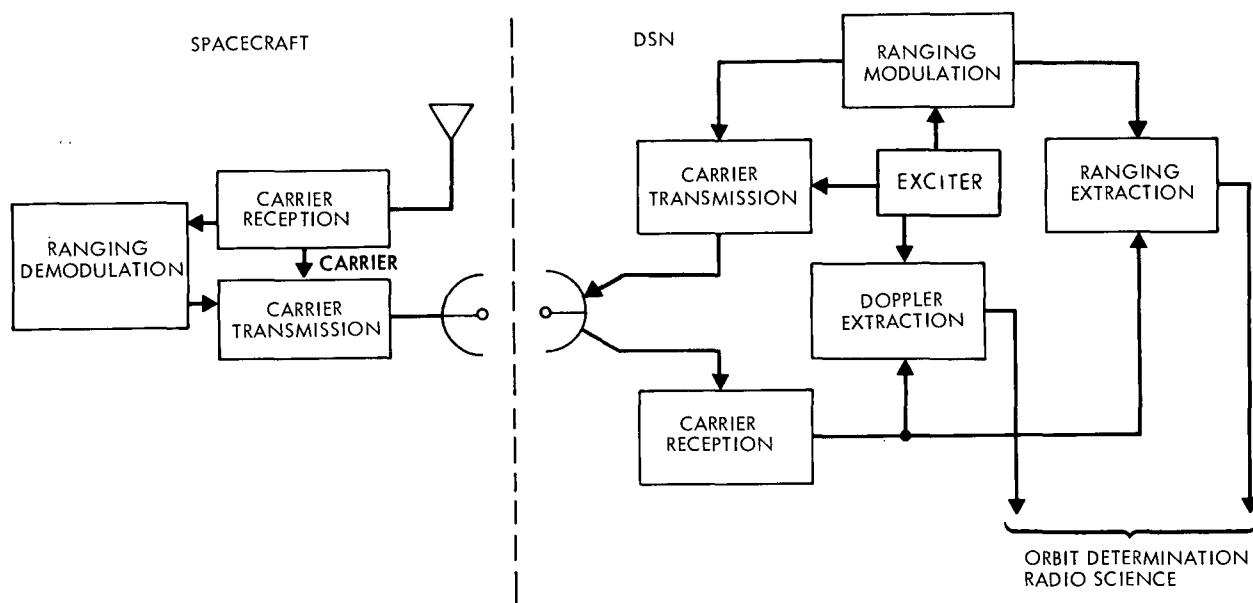 SPACECRAFT
CARRIER
RECEPTION
RANGING
DEMODULATION
CARRIER
CARRIER
TRANSMISSION
DSN
RANGING
MODULATION
CARRIER
TRANSMISSION
EXCITER
RANGING
EXTRACTION
DOPPLER
EXTRACTION
CARRIER
RECEPTION
ORBIT DETERMINATION
RADIO SCIENCE